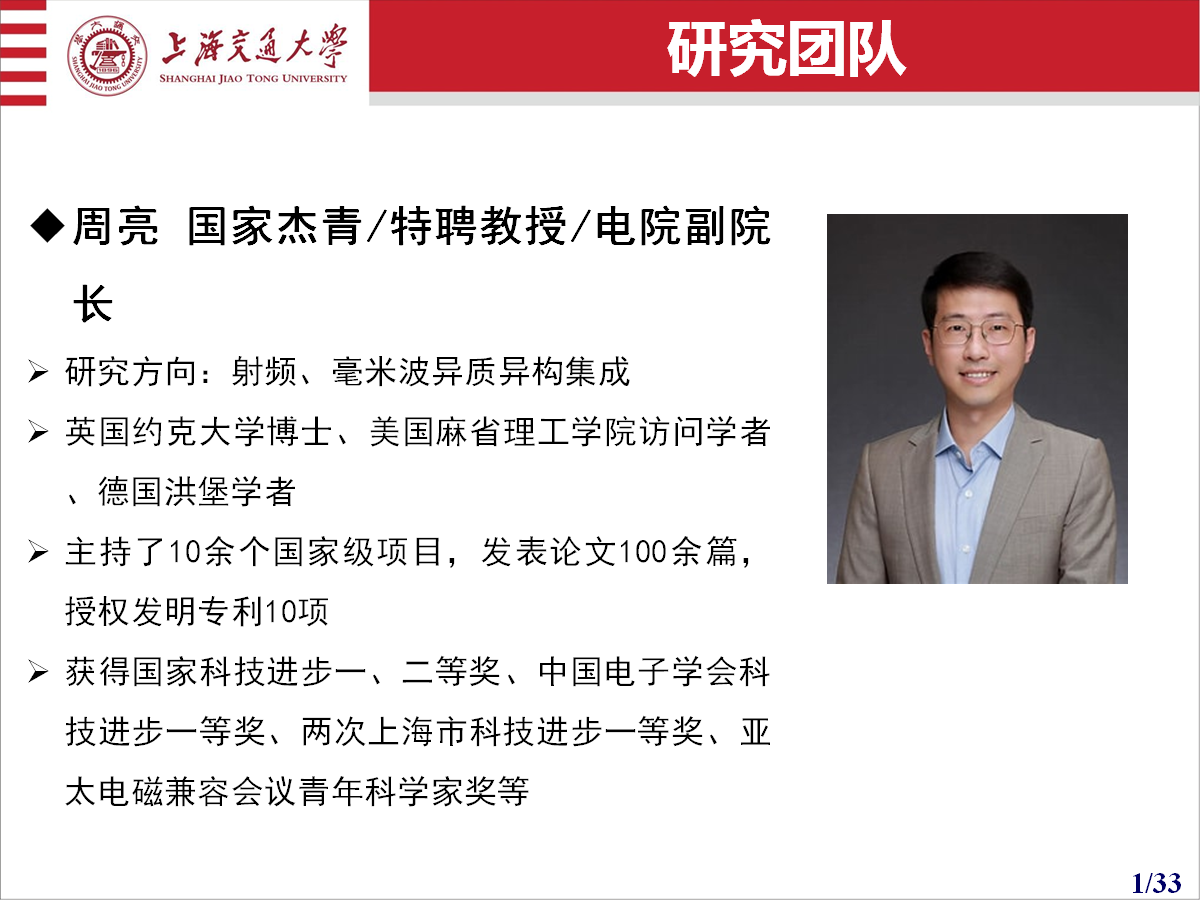 上海交通大学
SHANGHAI JIAO TONG UNIVERSITY
研究团队
◆周亮 国家杰青/特聘教授/电院副院
长
➢ 研究方向：射频、毫米波异质异构集成
➢ 英国约克大学博士、美国麻省理工学院访问学者
、德国洪堡学者
➢ 主持了10余个国家级项目，发表论文100余篇，
授权发明专利10项
➢ 获得国家科技进步一、二等奖、中国电子学会科
技进步一等奖、两次上海市科技进步一等奖、亚
太电磁兼容会议青年科学家奖等
1/33